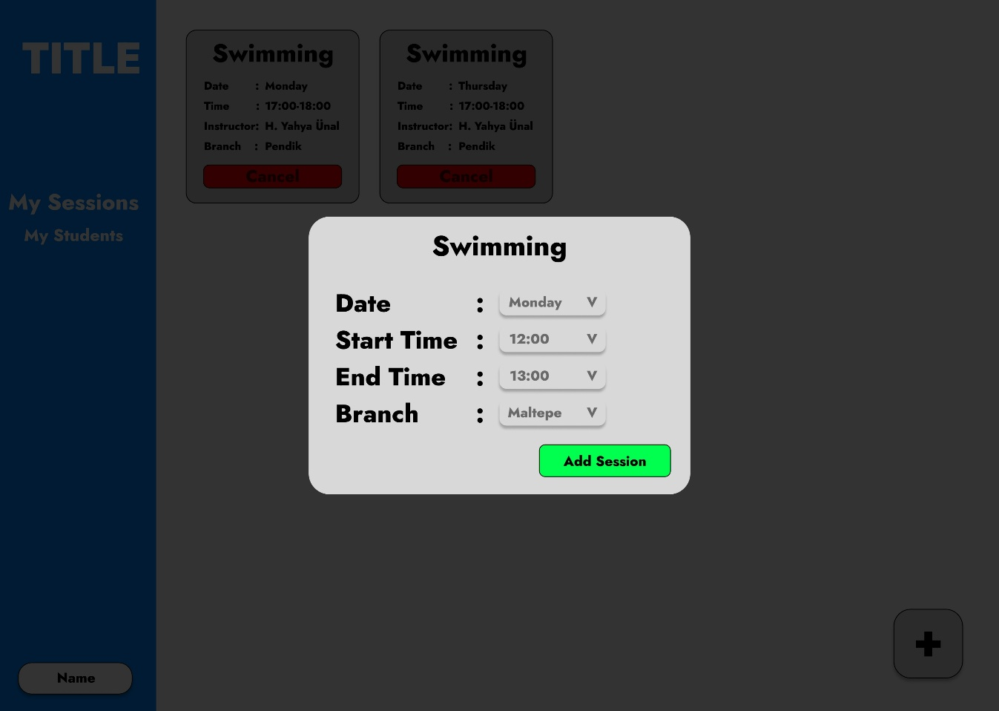 TITLE
My Sessions
My Students
Name
Swimming
Date : Monday
Time : 17:00-18:00
Instructor: H. Yahya Ünal
Branch : Pendik
Cancel
Swimming
Date : Thursday
Time : 17:00-18:00
Instructor: H. Yahya Ünal
Branch : Pendik
Cancel
Swimming
Date : Monday V
Start Time : 12:00 V
End Time : 13:00 V
Branch : Maltepe V
Add Session
+